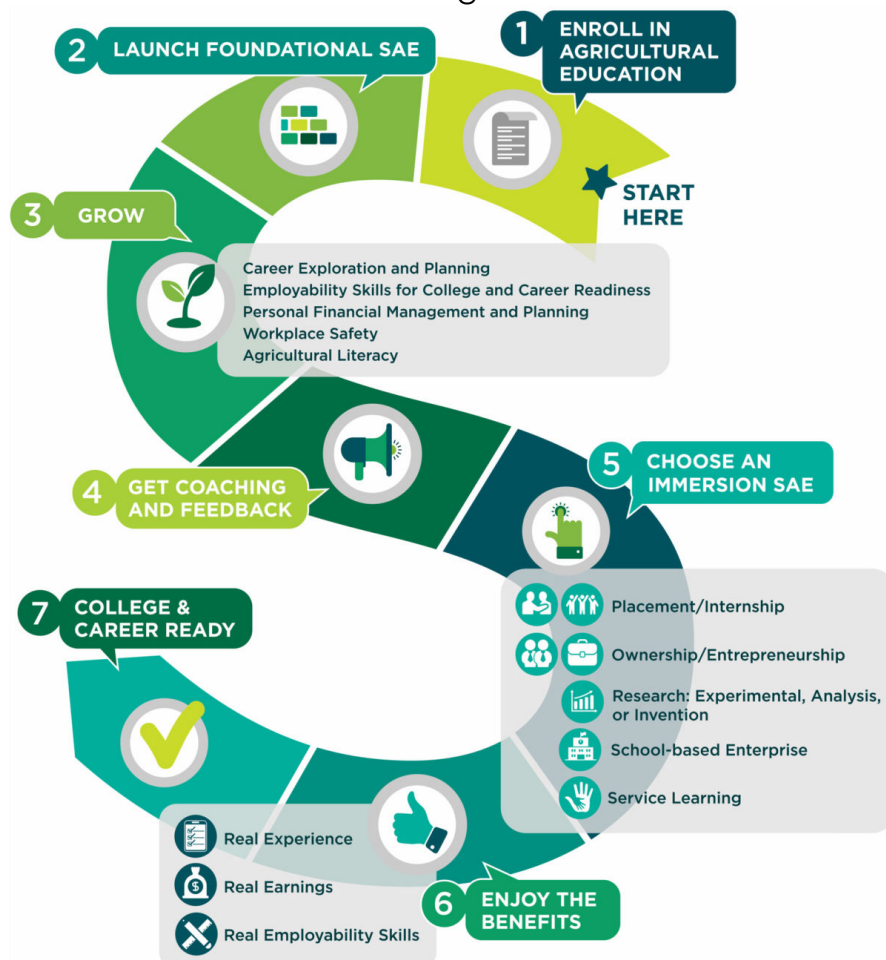 1
ENROLL IN
AGRICULTURAL
EDUCATION
START
HERE
2
LAUNCH FOUNDATIONAL SAE
3
GROW
Career Exploration and Planning
Employability Skills for College and Career Readiness
Personal Financial Management and Planning
Workplace Safety
Agricultural Literacy
4
GET COACHING
AND FEEDBACK
5
CHOOSE AN
IMMERSION SAE
Placement/Internship
Ownership/Entrepreneurship
Research: Experimental, Analysis,
or Invention
School-based Enterprise
Service Learning
6
ENJOY THE
BENEFITS
Real Experience
$
Real Earnings
Real Employability Skills
7
COLLEGE &
CAREER READY